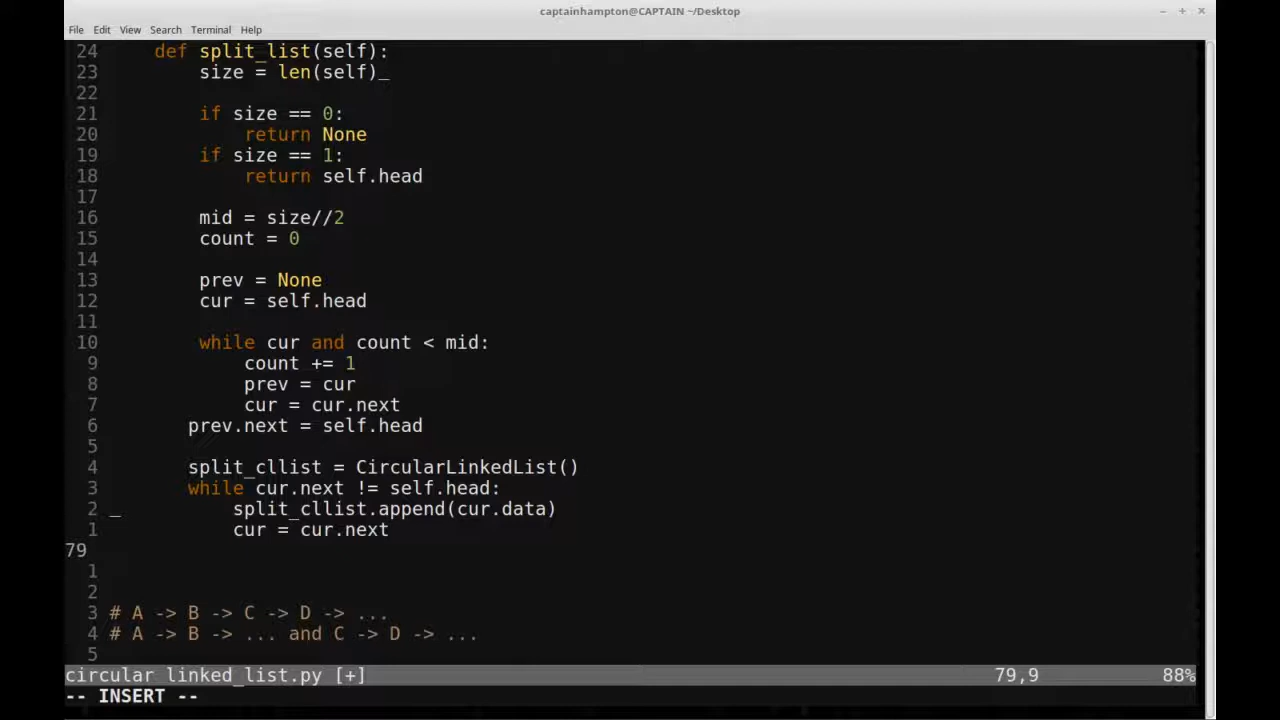 captainhampton@CAPTAIN ~/Desktop
File Edit View Search Terminal Help
24 def split_list(self):
23 size = len(self)_
22
21 if size == 0:
20 return None
19 if size == 1:
18 return self.head
17
16 mid = size//2
15 count = 0
14
13 prev = None
12 cur = self.head
11
10 while cur and count < mid:
9 count += 1
8 prev = cur
7 cur = cur.next
6 prev.next = self.head
5
4 split_cllist = CircularLinkedList()
3 while cur.next != self.head:
2 _ split_cllist.append(cur.data)
1 cur = cur.next
79
1
2
3 # A -> B -> C -> D -> ...
4 # A -> B -> ... and C -> D -> ...
5
circular_linked_list.py [+] 79,9 88%
-- INSERT --